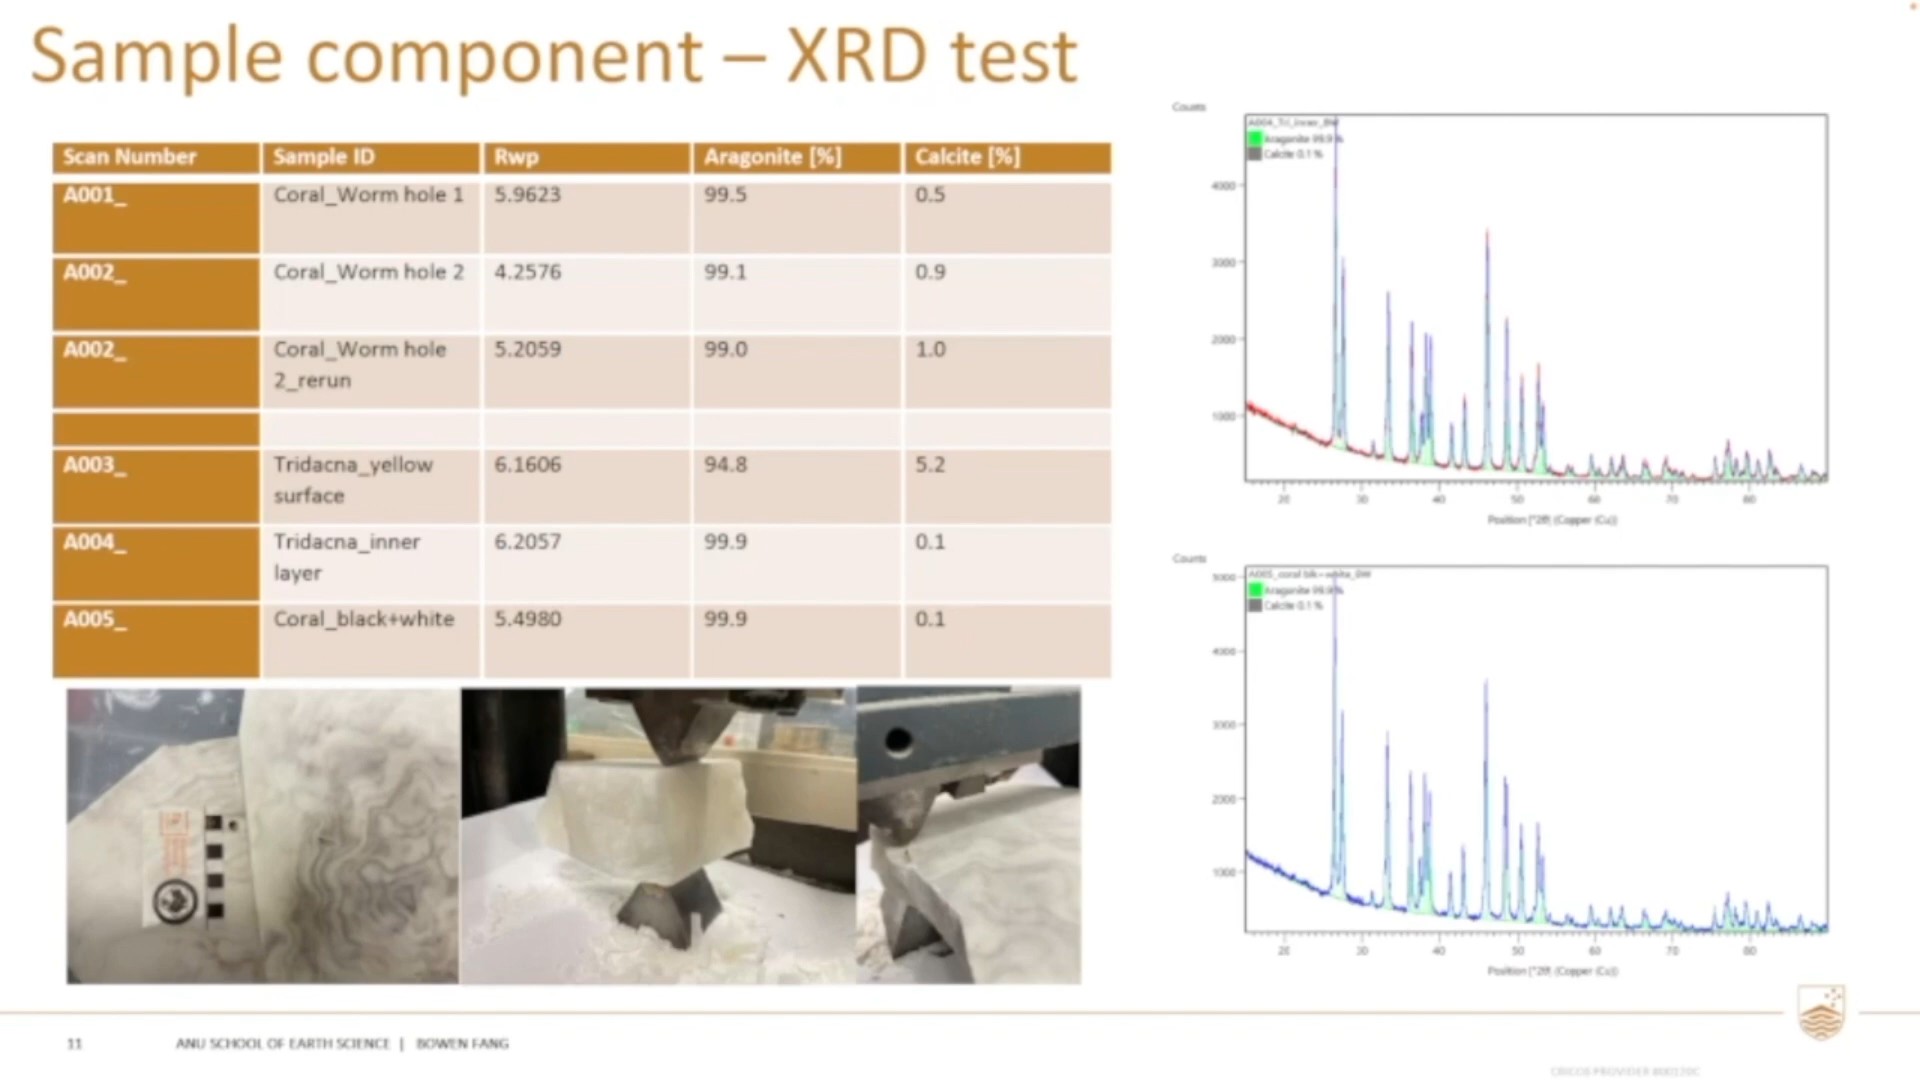 Sample component – XRD test
Scan Number Sample ID Rwp Aragonite [%] Calcite [%]
A001_ Coral_Worm hole 1 5.9623 99.5 0.5
A002_ Coral_Worm hole 2 4.2576 99.1 0.9
A002_ Coral_Worm hole 2_rerun 5.2059 99.0 1.0
A003_ Tridacna_yellow surface 6.1606 94.8 5.2
A004_ Tridacna_inner layer 6.2057 99.9 0.1
A005_ Coral_black+white 5.4980 99.9 0.1
Counts
A004_Tri_inner_BW
Aragonite 99.9 %
Calcite 0.1 %
4000
3000
2000
1000
20 30 40 50 60 70 80
Position [°2θ] (Copper (Cu))
Counts
A005_coral blk+white_BW
Aragonite 99.9 %
Calcite 0.1 %
5000
4000
3000
2000
1000
20 30 40 50 60 70 80
Position [°2θ] (Copper (Cu))
11 ANU SCHOOL OF EARTH SCIENCE | BOWEN FANG
CRICOS PROVIDER #00120C